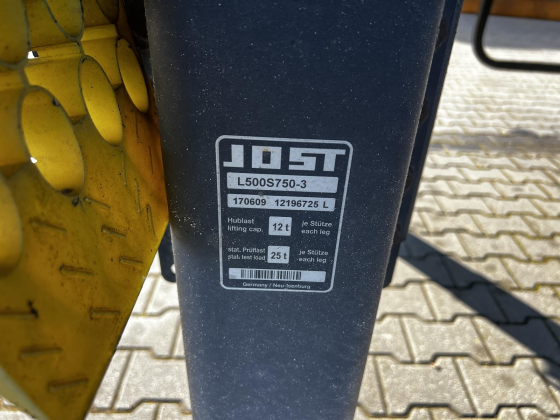 JOST
L500S750-3
170609 12196725 L
Hublast 12 t je Stütze
lifting cap. each leg
stat. Prüflast 25 t je Stütze
stat. test load each leg
Germany / Neu-Isenburg